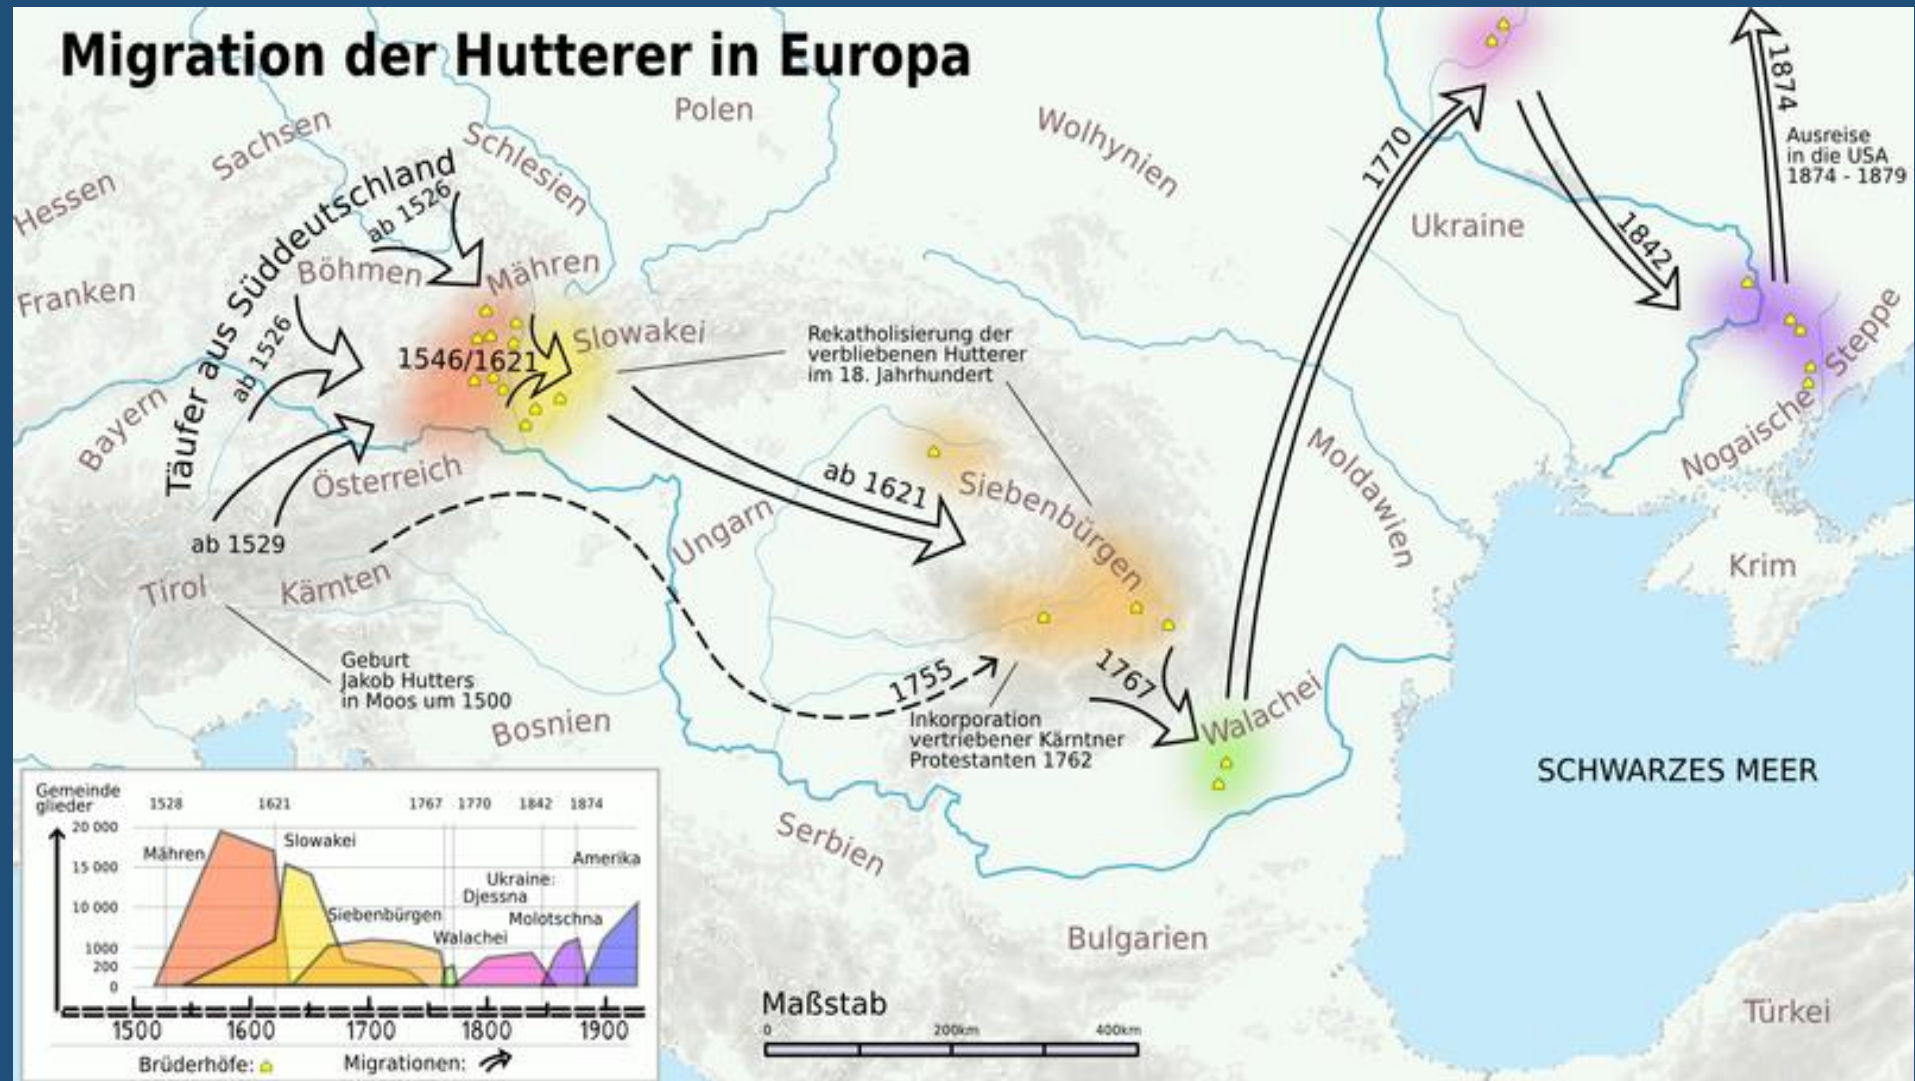 Migration der Hutterer in Europa
Polen
Wolhynien
Sachsen
Schlesien
Hessen
Franken
Bayern
Täufer aus Süddeutschland
ab 1526
ab 1526
Böhmen
Mähren
Slowakei
1546/1621
Österreich
ab 1529
Tirol
Kärnten
Geburt
Jakob Hutters
in Moos um 1500
Bosnien
Ungarn
Rekatholisierung der
verbliebenen Hutterer
im 18. Jahrhundert
ab 1621
Siebenbürgen
1755
Inkorporation
vertriebener Kärntner
Protestanten 1762
1767
Walachei
Serbien
Bulgarien
Moldawien
1770
Ukraine
1842
1874
Ausreise
in die USA
1874 - 1879
Nogaische Steppe
Krim
SCHWARZES MEER
Türkei
Maßstab
0 200km 400km
Gemeinde
glieder
1528 1621 1767 1770 1842 1874
20 000
15 000
10 000
1000
200
0
Mähren
Slowakei
Siebenbürgen
Walachei
Ukraine:
Djessna
Molotschna
Amerika
1500 1600 1700 1800 1900
Brüderhöfe:
Migrationen: